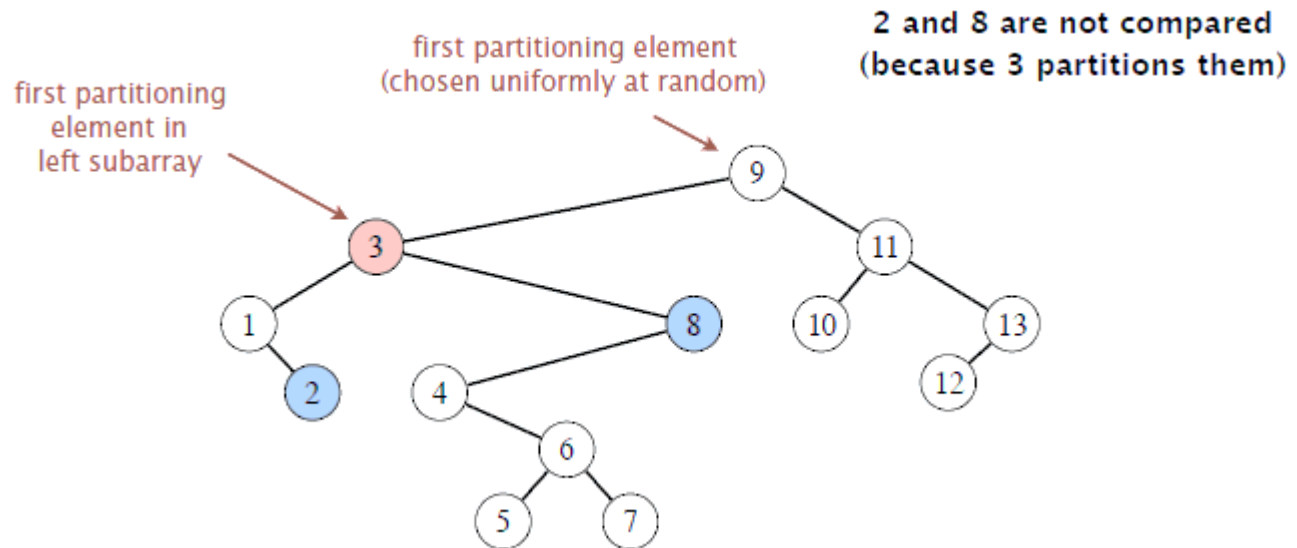 2 and 8 are not compared
(because 3 partitions them)
first partitioning element
(chosen uniformly at random)
first partitioning
element in
left subarray
9
3
11
1
8
10
13
2
4
12
6
5
7